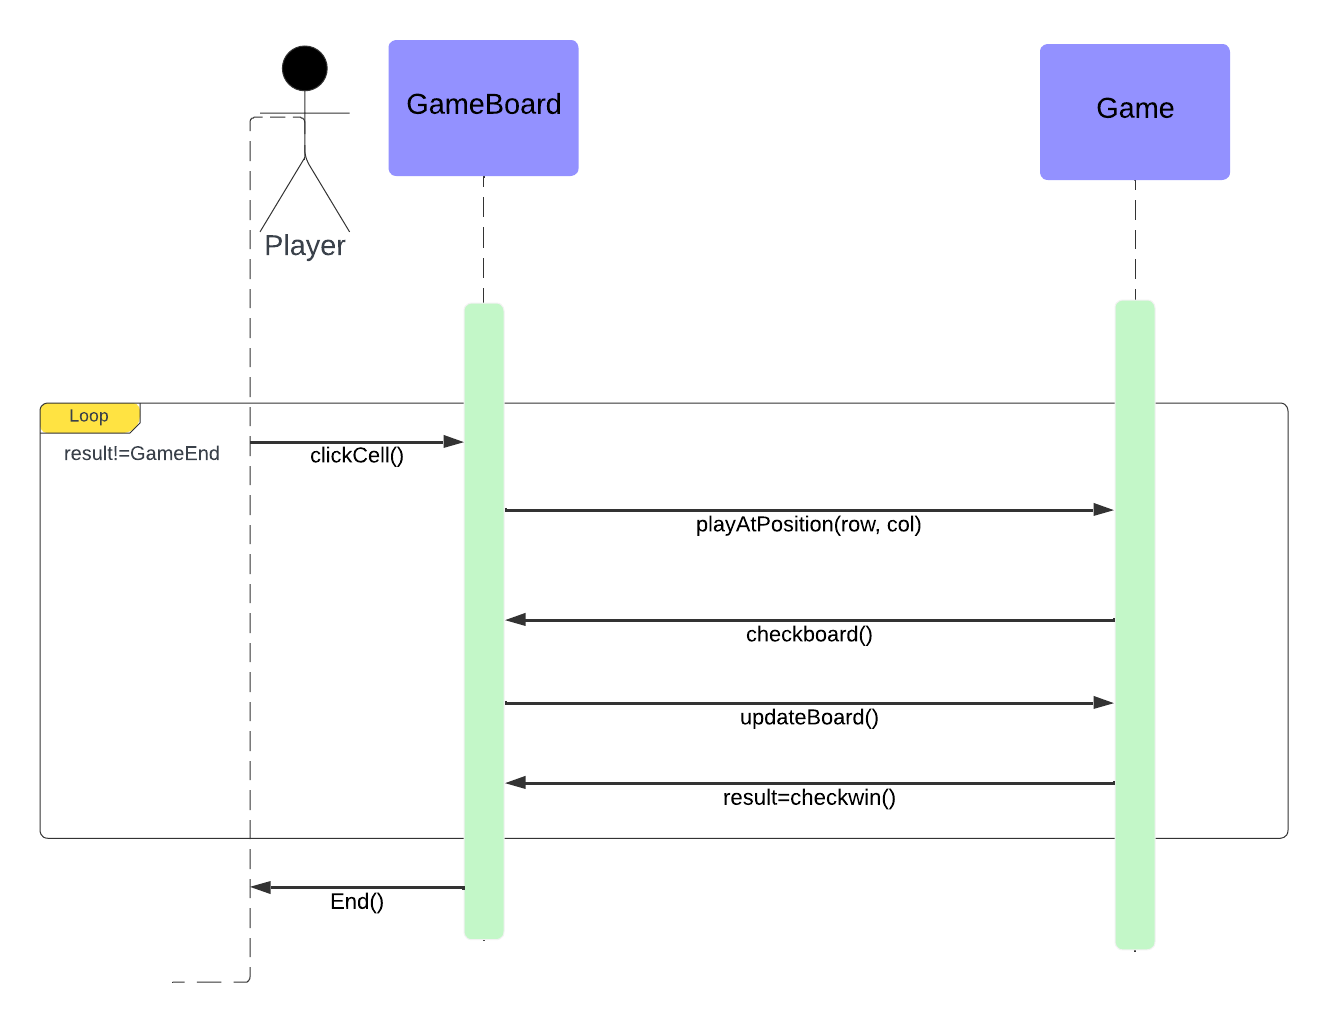 GameBoard
Game
Player
Loop
result!=GameEnd
clickCell()
playAtPosition(row, col)
checkboard()
updateBoard()
result=checkwin()
End()